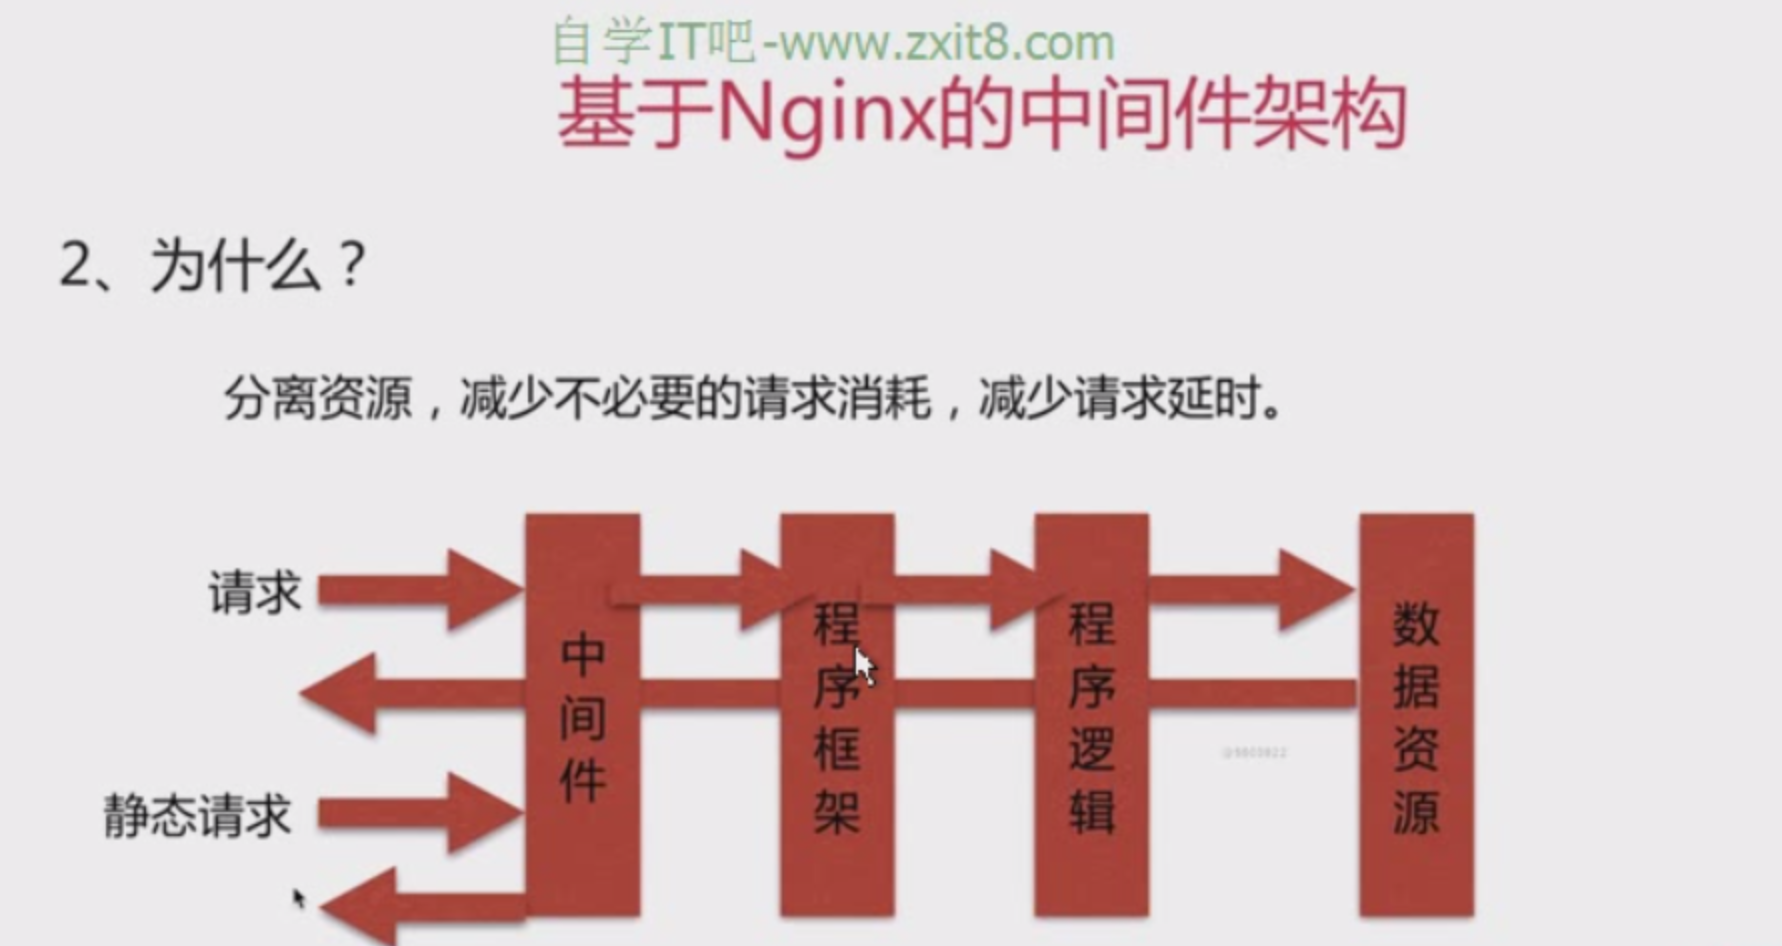 自学IT吧-www.zxit8.com
基于Nginx的中间件架构
2、为什么？
分离资源，减少不必要的请求消耗，减少请求延时。
请求
静态请求
中间件
程序框架
程序逻辑
数据资源